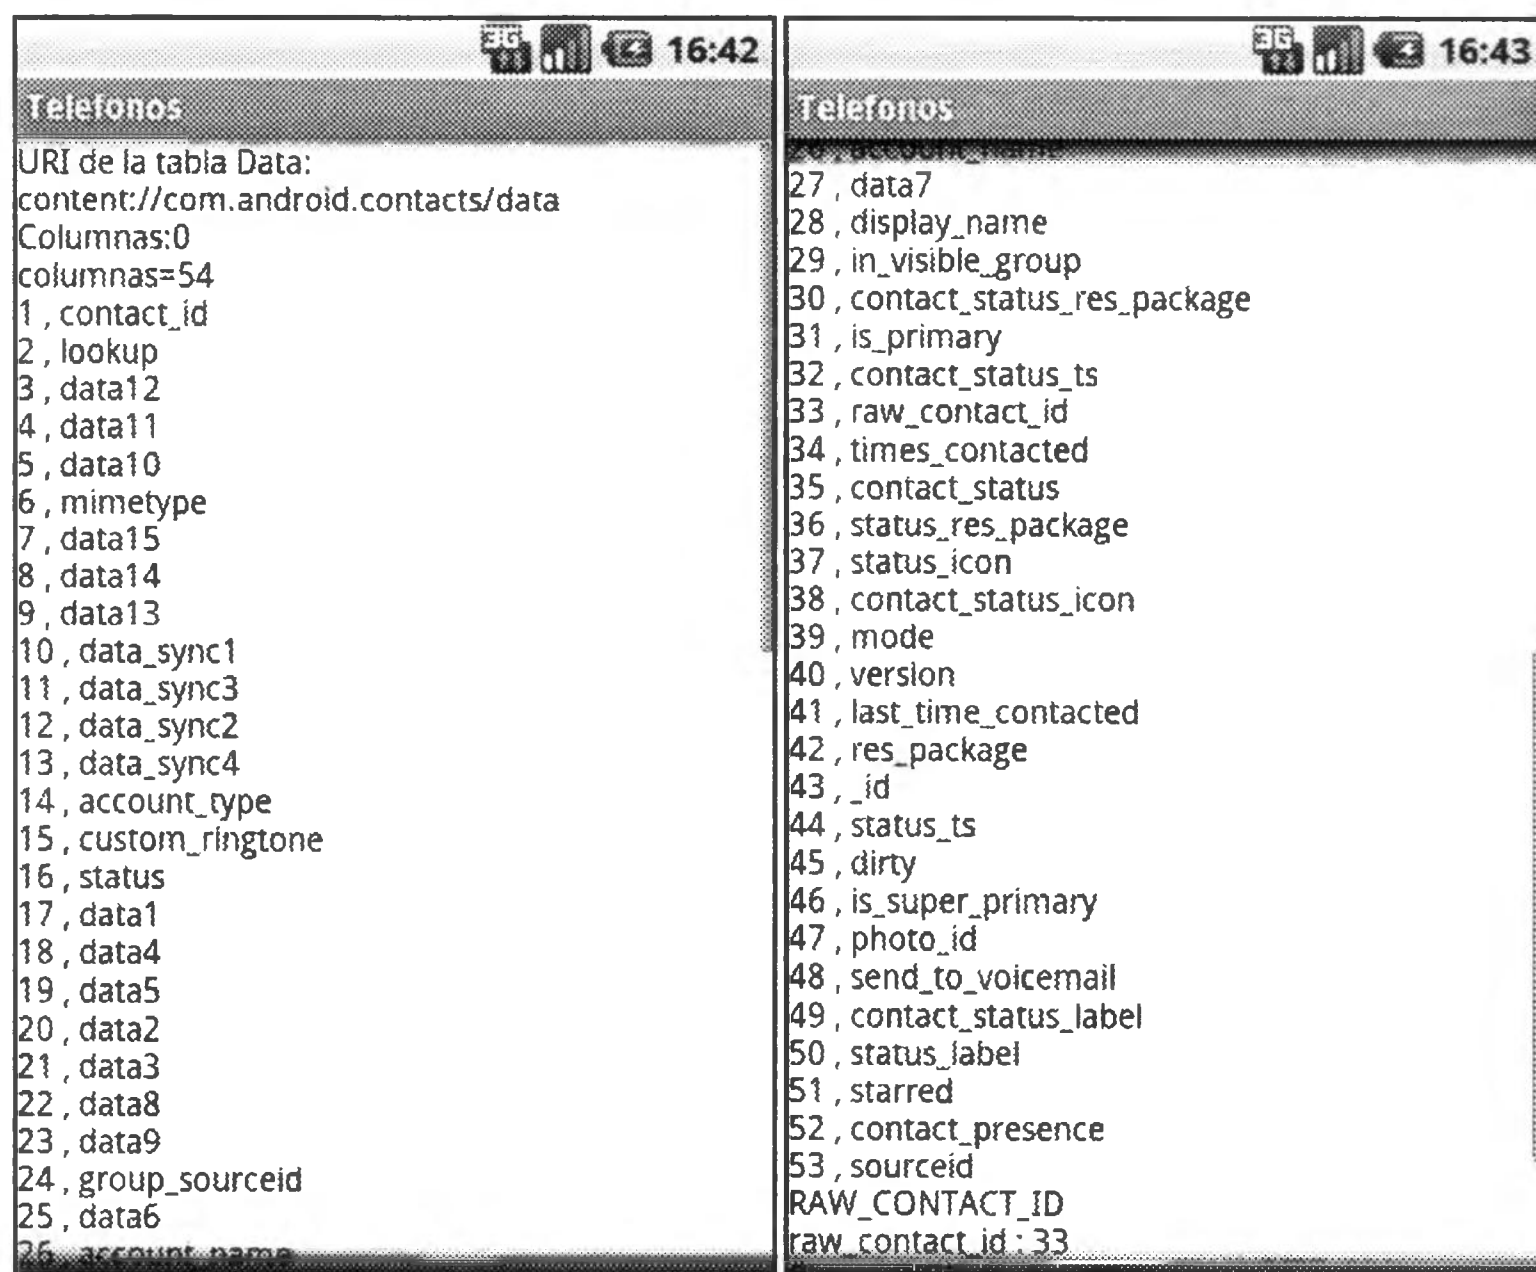 3G
16:42
Telefonos
URI de la tabla Data:
content://com.android.contacts/data
Columnas:0
columnas=54
1 , contact_id
2 , lookup
3 , data12
4 , data11
5 , data10
6 , mimetype
7 , data15
8 , data14
9 , data13
10 , data_sync1
11 , data_sync3
12 , data_sync2
13 , data_sync4
14 , account_type
15 , custom_ringtone
16 , status
17 , data1
18 , data4
19 , data5
20 , data2
21 , data3
22 , data8
23 , data9
24 , group_sourceid
25 , data6
26 , account_name
3G
16:43
Telefonos
26 , account_name
27 , data7
28 , display_name
29 , in_visible_group
30 , contact_status_res_package
31 , is_primary
32 , contact_status_ts
33 , raw_contact_id
34 , times_contacted
35 , contact_status
36 , status_res_package
37 , status_icon
38 , contact_status_icon
39 , mode
40 , version
41 , last_time_contacted
42 , res_package
43 , _id
44 , status_ts
45 , dirty
46 , is_super_primary
47 , photo_id
48 , send_to_voicemail
49 , contact_status_label
50 , status_label
51 , starred
52 , contact_presence
53 , sourceid
RAW_CONTACT_ID
raw_contact_id : 33